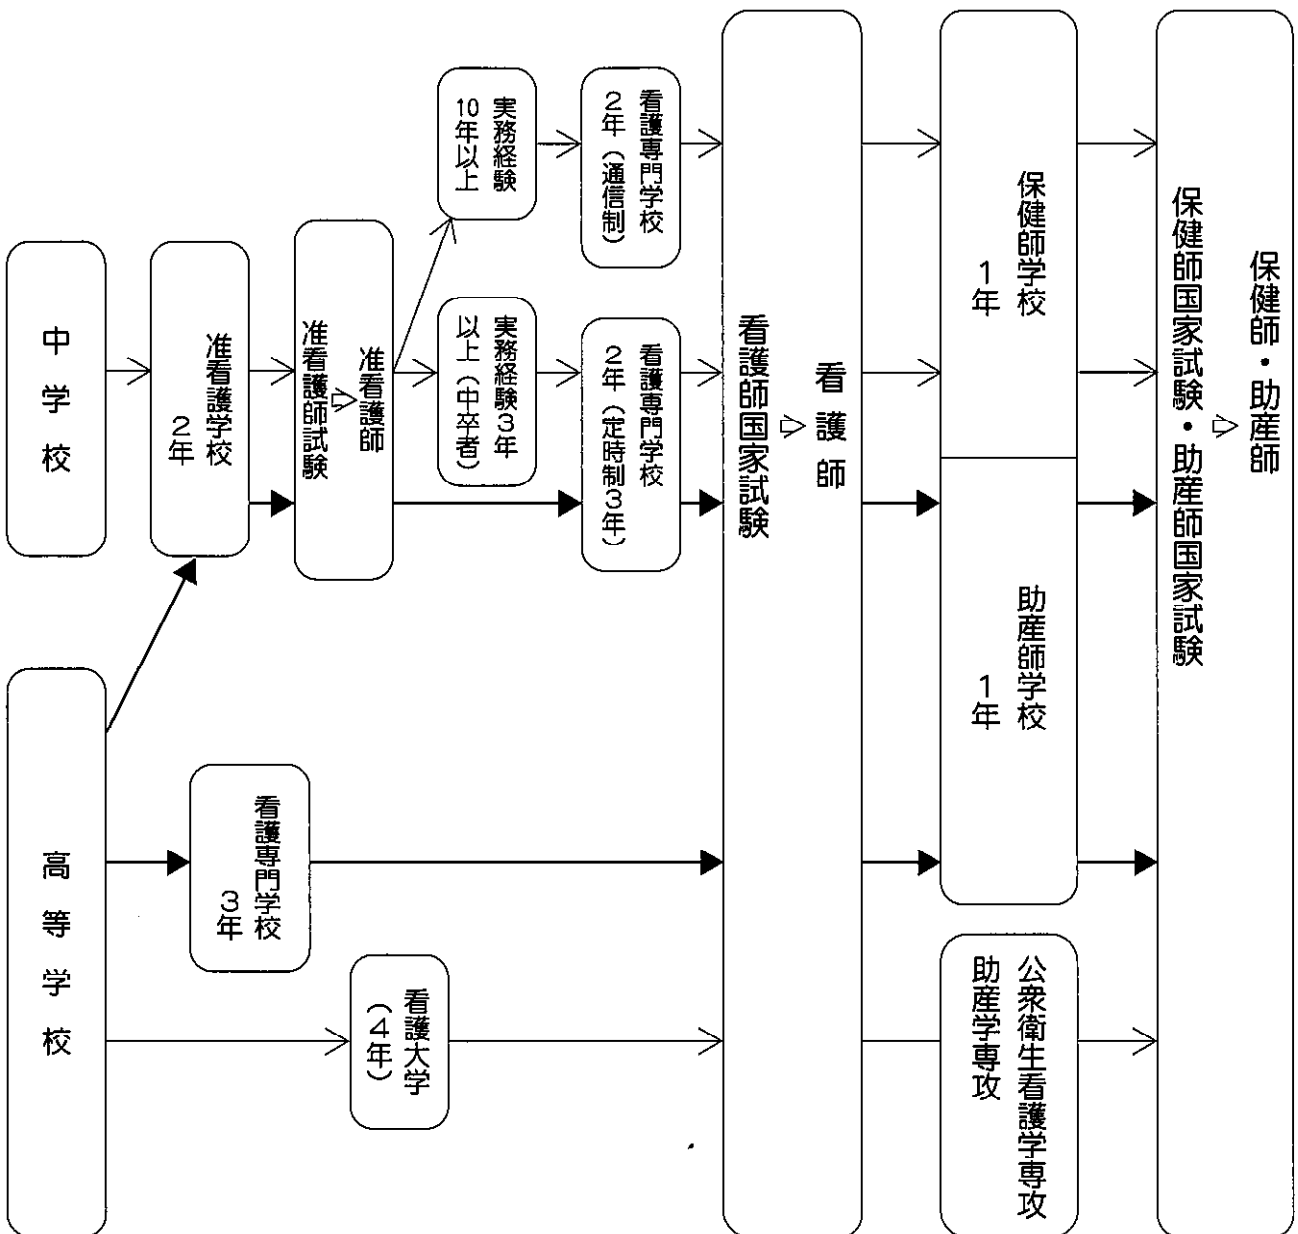 中学校
高等学校
准看護学校
2年
看護専門学校
3年
准看護師試験
⇨
准看護師
看護大学
(4年)
実務経験
10年以上
実務経験3年
以上(中卒者)
看護専門学校
2年(通信制)
看護専門学校
2年(定時制3年)
看護師国家試験
⇨
看護師
保健師学校
1年
助産師学校
1年
公衆衛生看護学専攻
助産学専攻
保健師国家試験・助産師国家試験
⇨
保健師・助産師